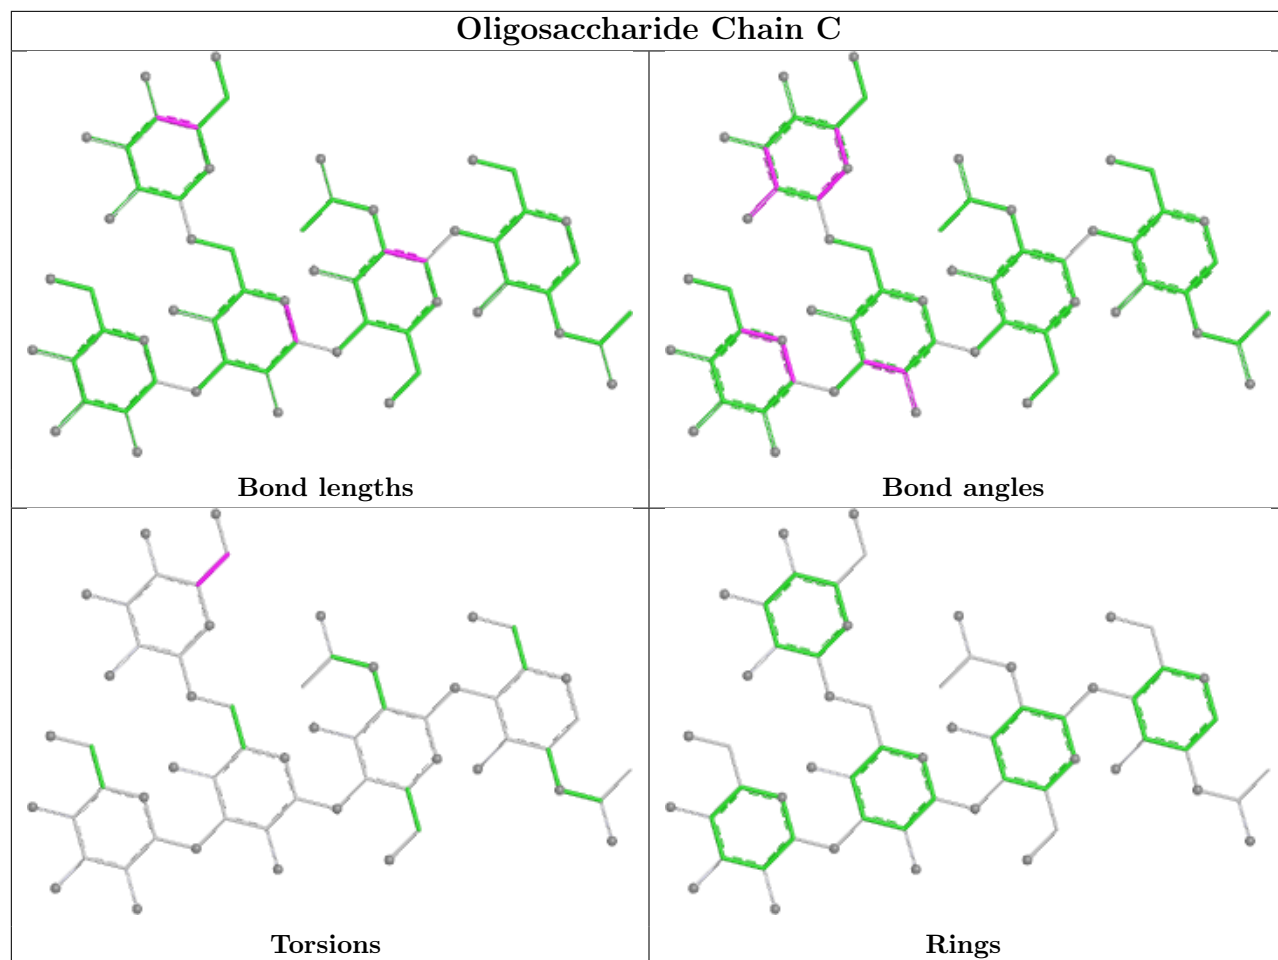 Oligosaccharide Chain C
Bond lengths
Bond angles
Torsions
Rings